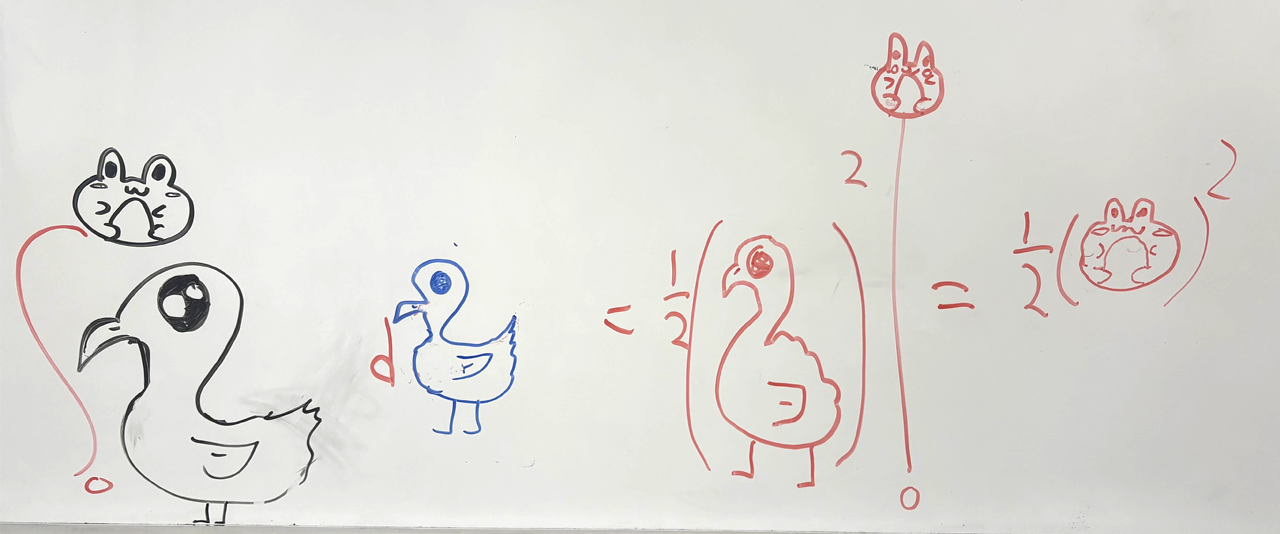 ∫₀ d = 1/2 ( )² |₀ = 1/2 ( )²